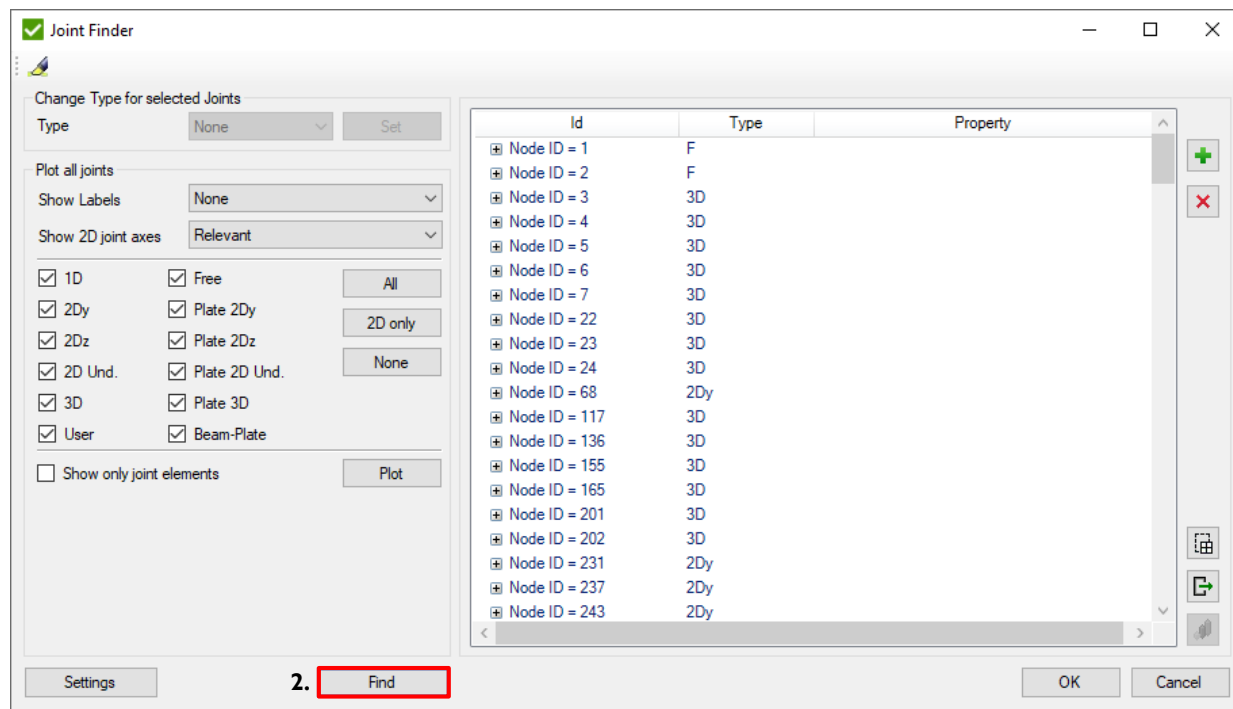 Joint Finder
Change Type for selected Joints
Type None Set
Plot all joints
Show Labels None
Show 2D joint axes Relevant
1D Free All
2Dy Plate 2Dy
2D only
2Dz Plate 2Dz
None
2D Und. Plate 2D Und.
3D Plate 3D
User Beam-Plate
Show only joint elements Plot
Id Type Property
Node ID = 1 F
Node ID = 2 F
Node ID = 3 3D
Node ID = 4 3D
Node ID = 5 3D
Node ID = 6 3D
Node ID = 7 3D
Node ID = 22 3D
Node ID = 23 3D
Node ID = 24 3D
Node ID = 68 2Dy
Node ID = 117 3D
Node ID = 136 3D
Node ID = 155 3D
Node ID = 165 3D
Node ID = 201 3D
Node ID = 202 3D
Node ID = 231 2Dy
Node ID = 237 2Dy
Node ID = 243 2Dy
Settings 2. Find OK Cancel